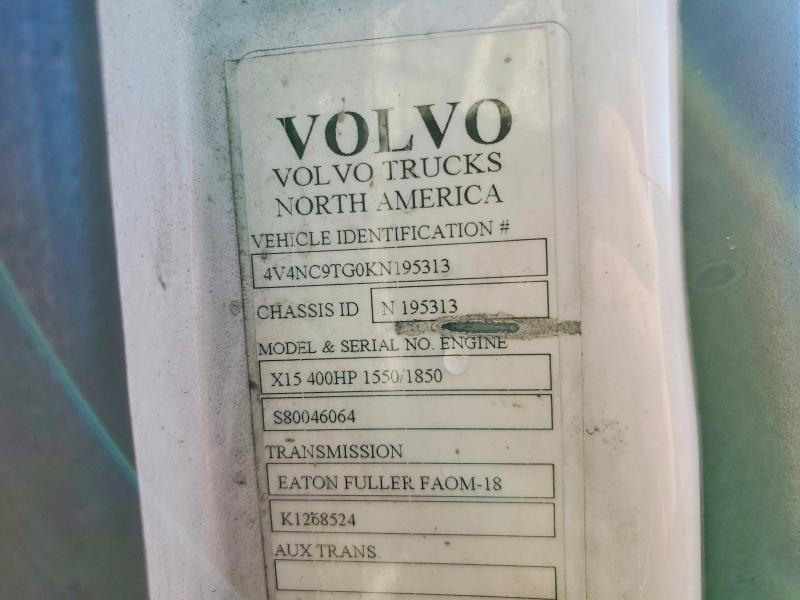 VOLVO
VOLVO TRUCKS
NORTH AMERICA
VEHICLE IDENTIFICATION #
4V4NC9TG0KN195313
CHASSIS ID N 195313
MODEL & SERIAL NO. ENGINE
X15 400HP 1550/1850
S80046064
TRANSMISSION
EATON FULLER FAOM-18
K1268524
AUX TRANS.